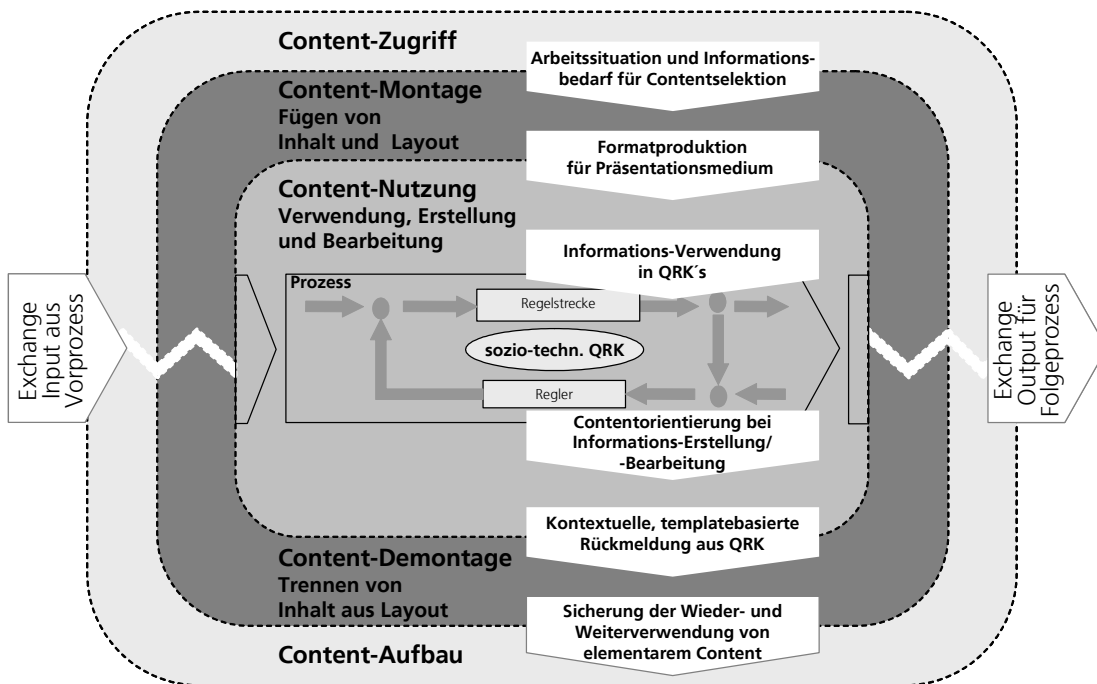 Content-Zugriff
Arbeitssituation und Informations-
bedarf für Contentselektion
Content-Montage
Fügen von
Inhalt und Layout
Formatproduktion
für Präsentationsmedium
Content-Nutzung
Verwendung, Erstellung
und Bearbeitung
Informations-Verwendung
in QRK´s
Exchange
Input aus
Vorprozess
Prozess
Regelstrecke
sozio-techn. QRK
Regler
Exchange
Output für
Folgeprozess
Contentorientierung bei
Informations-Erstellung/
-Bearbeitung
Kontextuelle, templatebasierte
Rückmeldung aus QRK
Content-Demontage
Trennen von
Inhalt aus Layout
Sicherung der Wieder- und
Weiterverwendung von
elementarem Content
Content-Aufbau